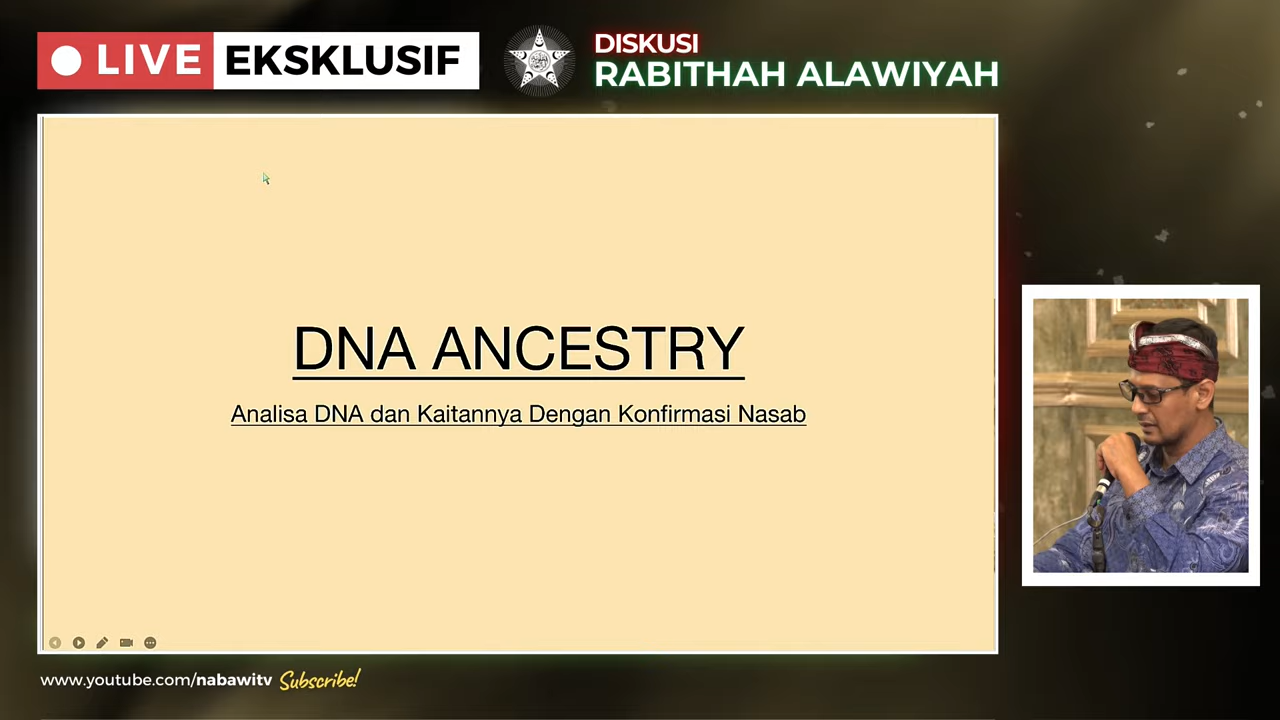 LIVE EKSKLUSIF
DISKUSI
RABITHAH ALAWIYAH
DNA ANCESTRY
Analisa DNA dan Kaitannya Dengan Konfirmasi Nasab
www.youtube.com/nabawitv Subscribe!